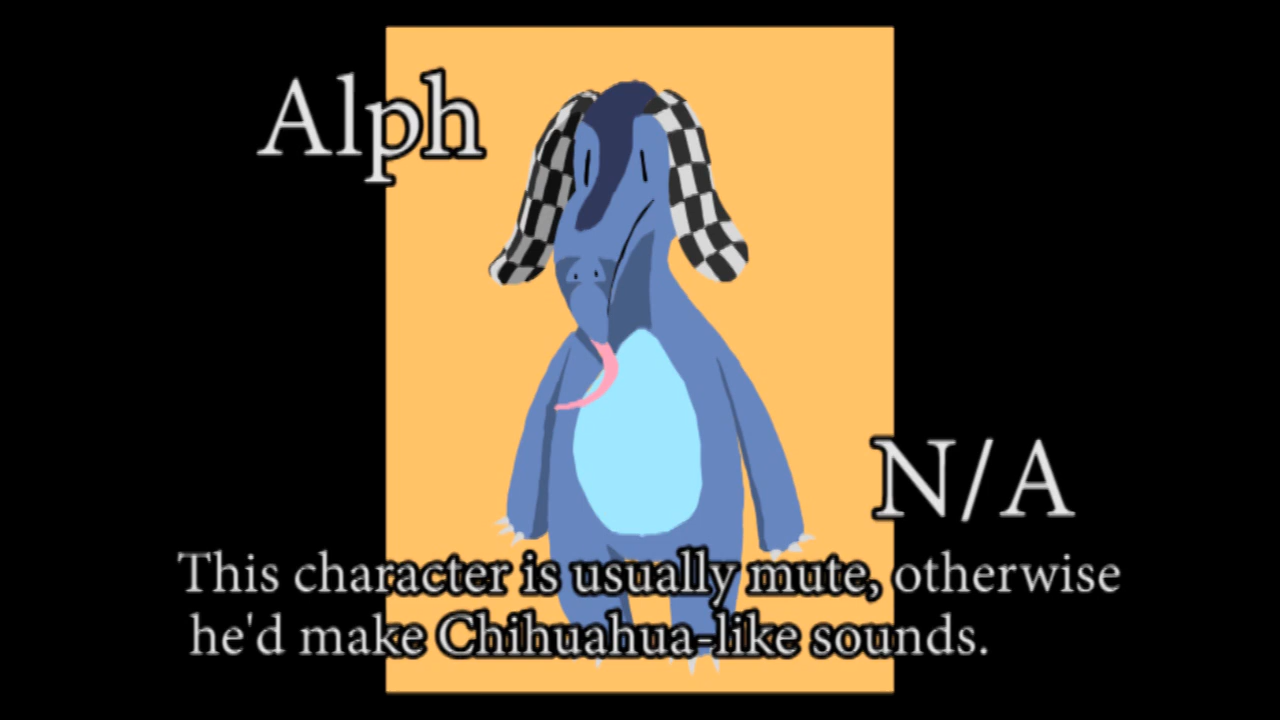 Alph
N/A
This character is usually mute, otherwise
he'd make Chihuahua-like sounds.